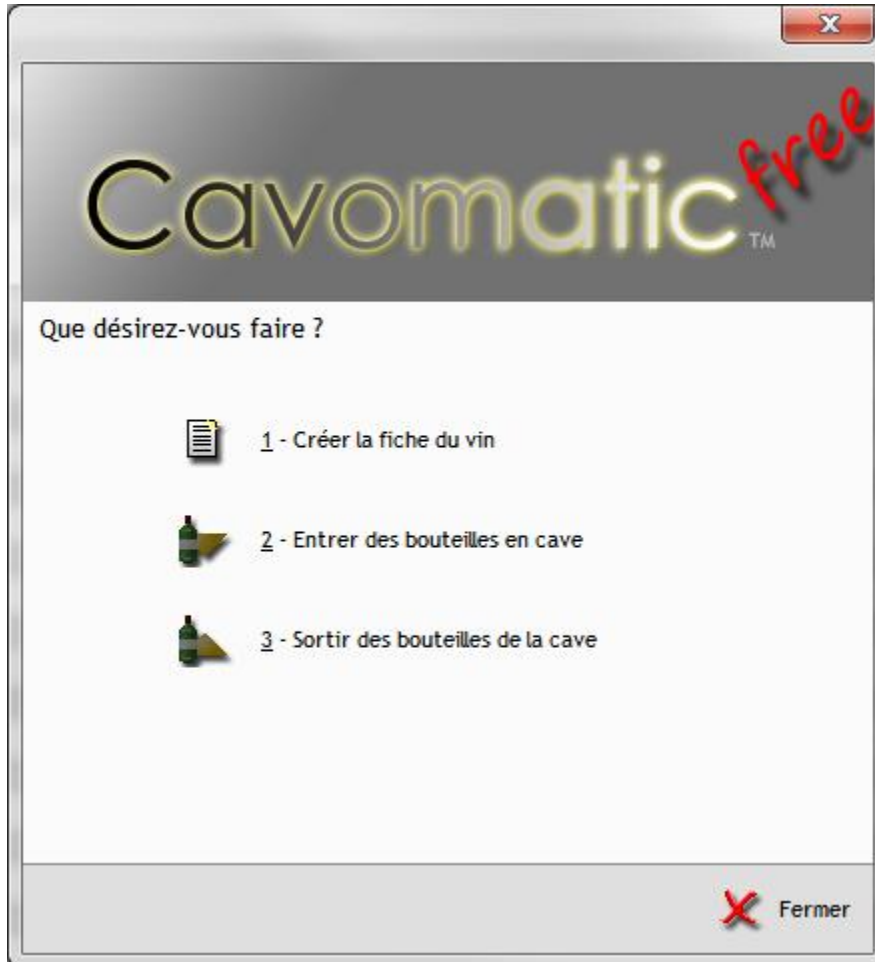 Cavomatic free
TM
Que désirez-vous faire ?
1 - Créer la fiche du vin
2 - Entrer des bouteilles en cave
3 - Sortir des bouteilles de la cave
Fermer